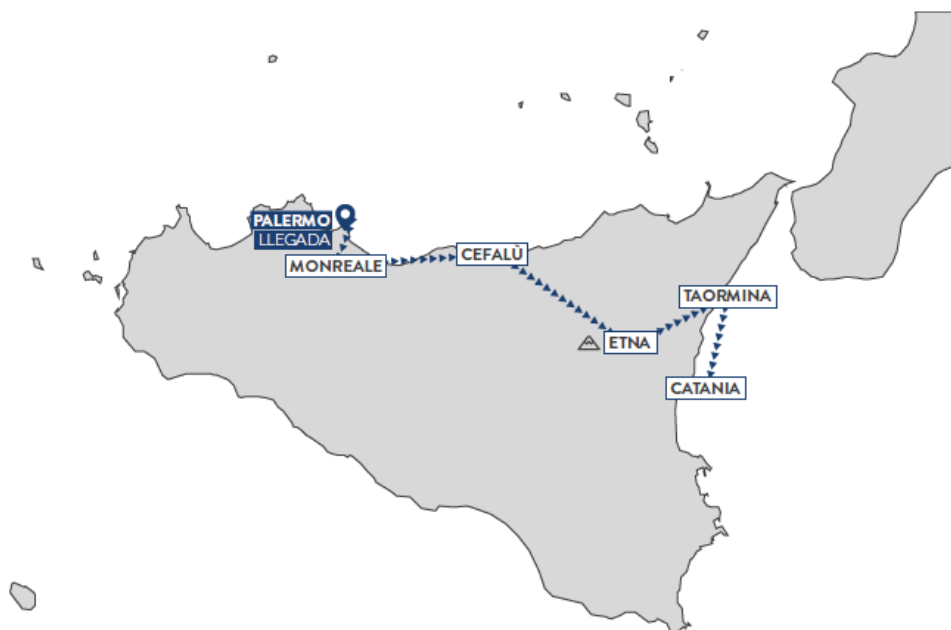 PALERMO
LLEGADA
MONREALE
CEFALÙ
TAORMINA
ETNA
CATANIA